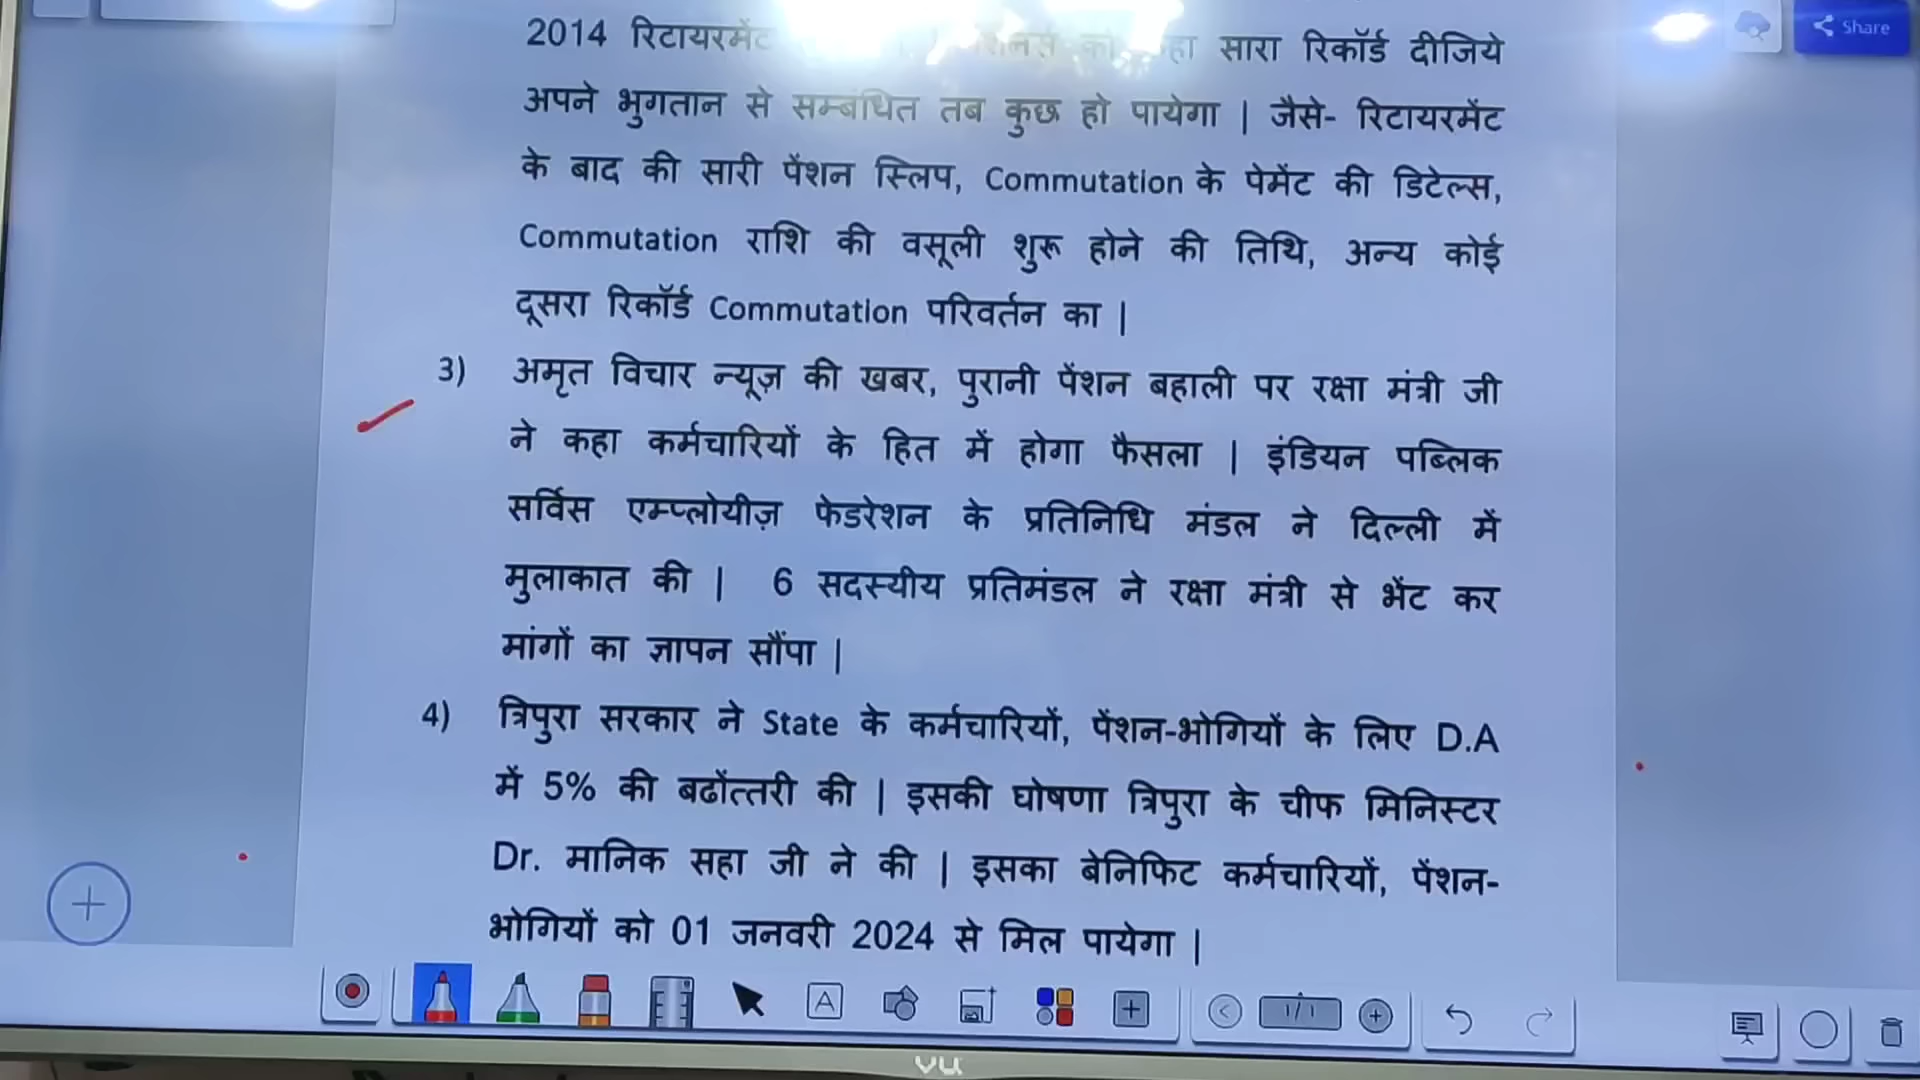 Share
2014 रिटायरमेंट सारा रिकॉर्ड दीजिये
अपने भुगतान से सम्बंधित तब कुछ हो पायेगा | जैसे- रिटायरमेंट
के बाद की सारी पेंशन स्लिप, Commutation के पेमेंट की डिटेल्स,
Commutation राशि की वसूली शुरू होने की तिथि, अन्य कोई
दूसरा रिकॉर्ड Commutation परिवर्तन का |
3) अमृत विचार न्यूज़ की खबर, पुरानी पेंशन बहाली पर रक्षा मंत्री जी
ने कहा कर्मचारियों के हित में होगा फैसला | इंडियन पब्लिक
सर्विस एम्प्लोयीज़ फेडरेशन के प्रतिनिधि मंडल ने दिल्ली में
मुलाकात की | 6 सदस्यीय प्रतिमंडल ने रक्षा मंत्री से भेंट कर
मांगों का ज्ञापन सौंपा |
4) त्रिपुरा सरकार ने State के कर्मचारियों, पेंशन-भोगियों के लिए D.A
में 5% की बढोंत्तरी की | इसकी घोषणा त्रिपुरा के चीफ मिनिस्टर
Dr. मानिक सहा जी ने की | इसका बेनिफिट कर्मचारियों, पेंशन-
भोगियों को 01 जनवरी 2024 से मिल पायेगा |
A
1/1
vu